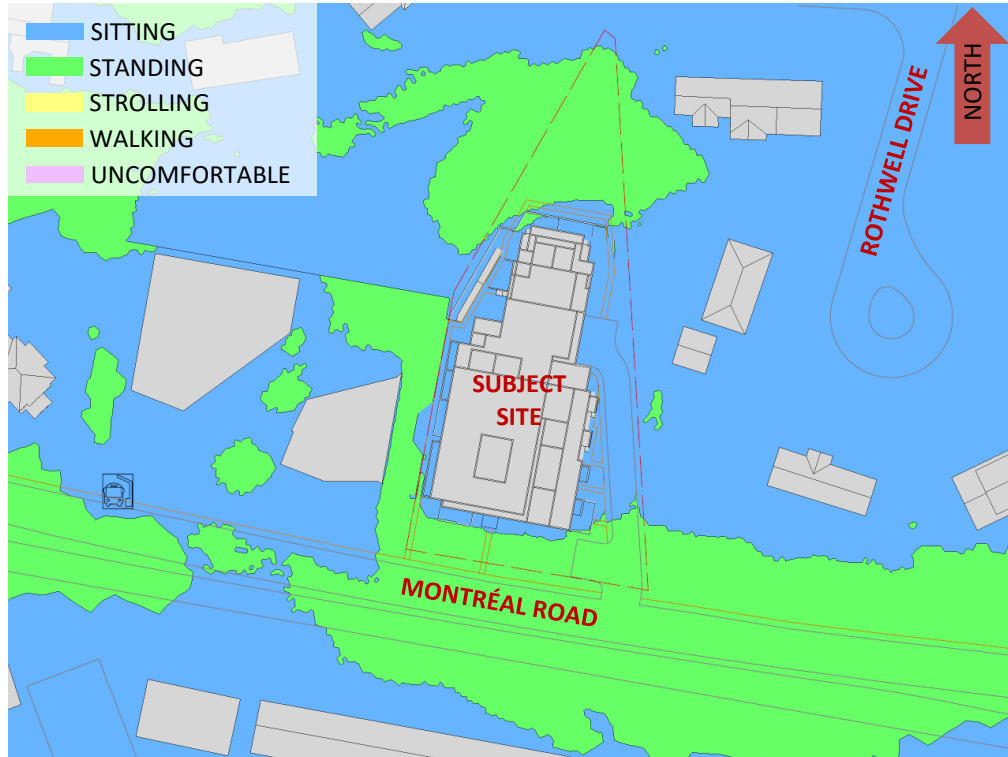 SITTING
STANDING
STROLLING
WALKING
UNCOMFORTABLE
NORTH
ROTHWELL DRIVE
SUBJECT
SITE
MONTRÉAL ROAD